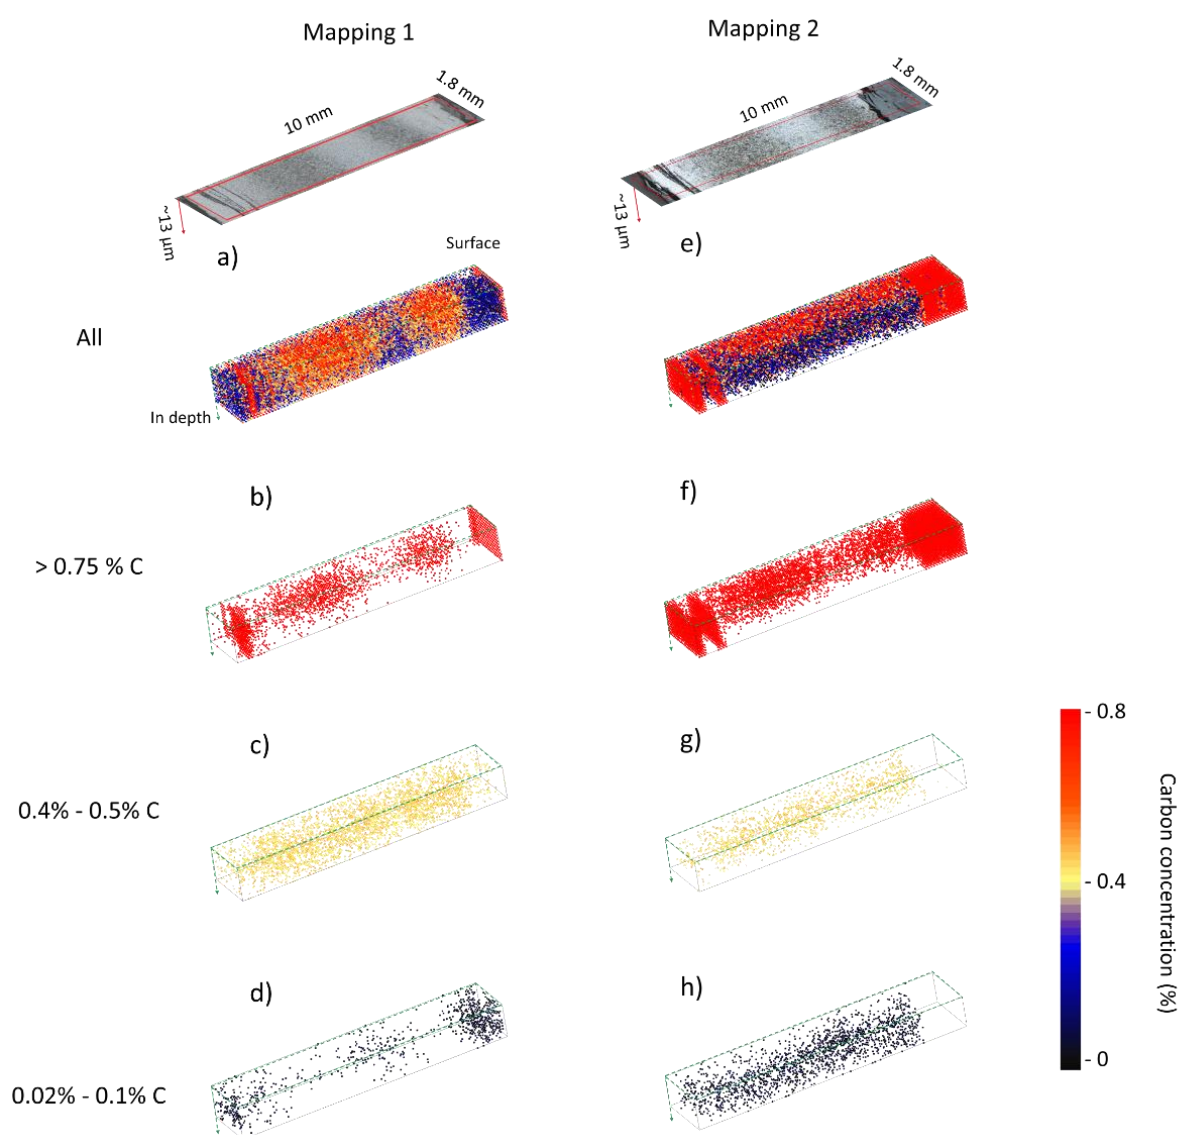 Mapping 1
Mapping 2
10 mm
1.8 mm
~13 µm
10 mm
1.8 mm
~13 µm
a)
Surface
e)
All
In depth
b)
f)
> 0.75 % C
c)
g)
0.4% - 0.5% C
d)
h)
0.02% - 0.1% C
- 0.8
- 0.4
- 0
Carbon concentration (%)